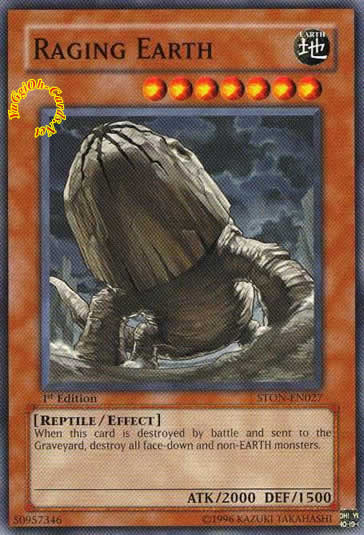 RAGING EARTH
EARTH
地
YuGiOh-Cards.Net
1st Edition
STON-EN027
[REPTILE/EFFECT]
When this card is destroyed by battle and sent to the
Graveyard, destroy all face-down and non-EARTH monsters.
ATK/2000 DEF/1500
50957346
©1996 KAZUKI TAKAHASHI